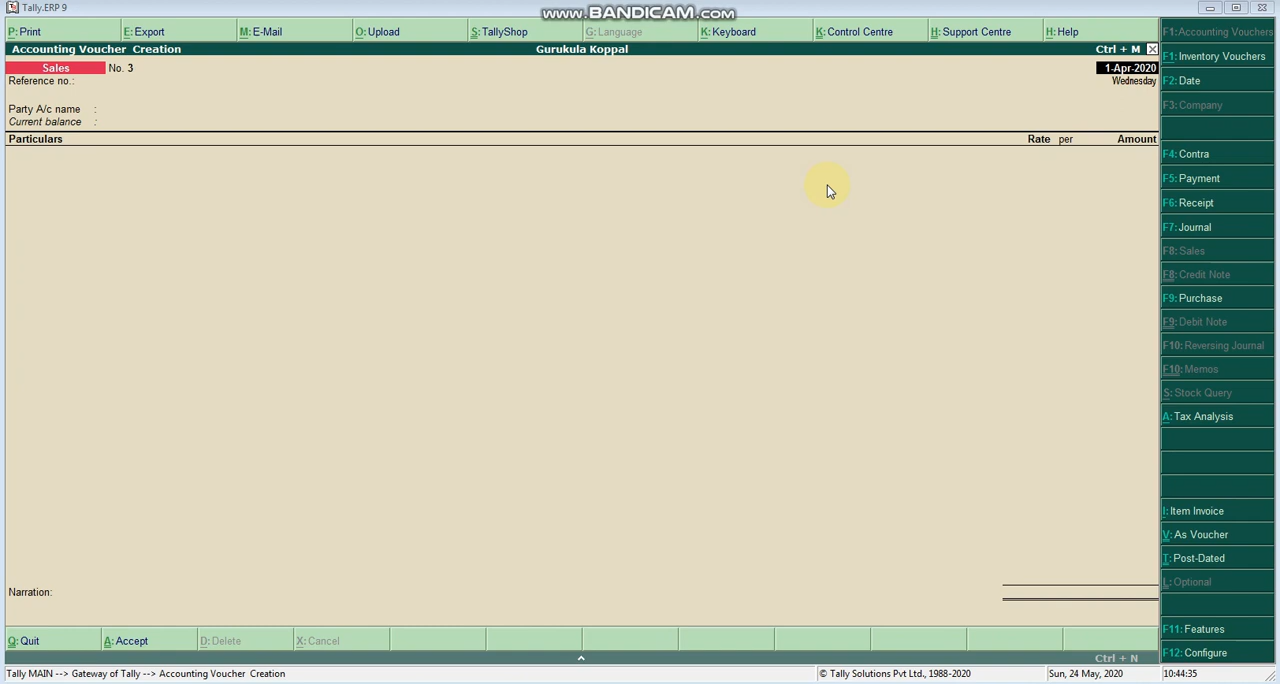 Tally.ERP 9
www.BANDICAM.com
P: Print
E: Export
M: E-Mail
O: Upload
S: TallyShop
G: Language
K: Keyboard
K: Control Centre
H: Support Centre
H: Help
Accounting Voucher Creation
Gurukula Koppal
Ctrl + M
Sales No. 3
1-Apr-2020
Reference no.:
Wednesday
Party A/c name :
Current balance :
Particulars
Rate per Amount
Narration:
F1: Accounting Vouchers
F1: Inventory Vouchers
F2: Date
F3: Company
F4: Contra
F5: Payment
F6: Receipt
F7: Journal
F8: Sales
F8: Credit Note
F9: Purchase
F9: Debit Note
F10: Reversing Journal
F10: Memos
S: Stock Query
A: Tax Analysis
I: Item Invoice
V: As Voucher
T: Post-Dated
L: Optional
F11: Features
F12: Configure
Q: Quit
A: Accept
D: Delete
X: Cancel
Ctrl + N
Tally MAIN --> Gateway of Tally --> Accounting Voucher Creation
© Tally Solutions Pvt Ltd., 1988-2020
Sun, 24 May, 2020
10:44:35